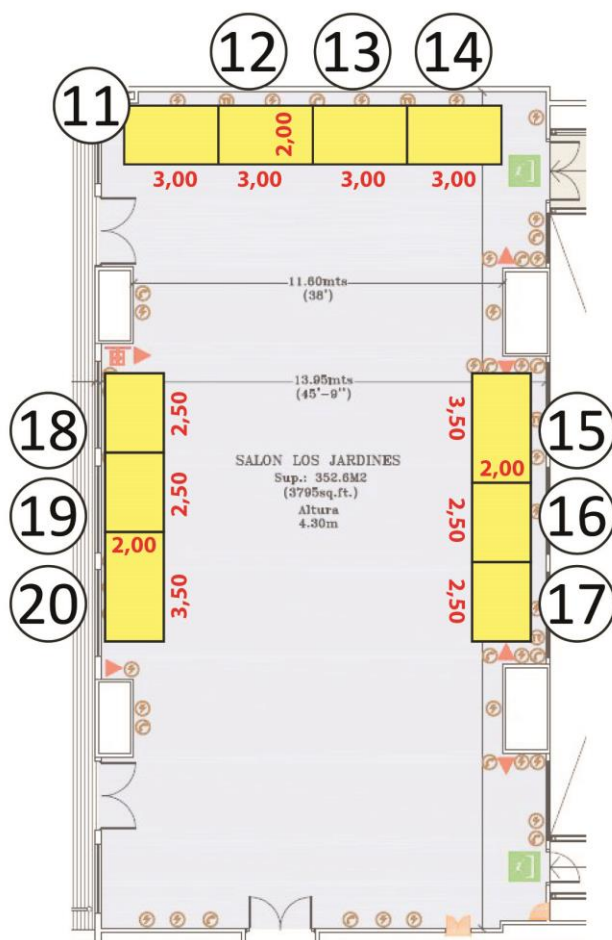 12 13 14
11
2,00
3,00 3,00 3,00 3,00
11.60mts
(38')
13.95mts
(45'-9'')
18 2,50 3,50 15
SALON LOS JARDINES
Sup.: 352.6M2
(3795sq.ft.)
Altura
4.30m
2,00
19 2,50 2,50 16
2,00
20 3,50 2,50 17